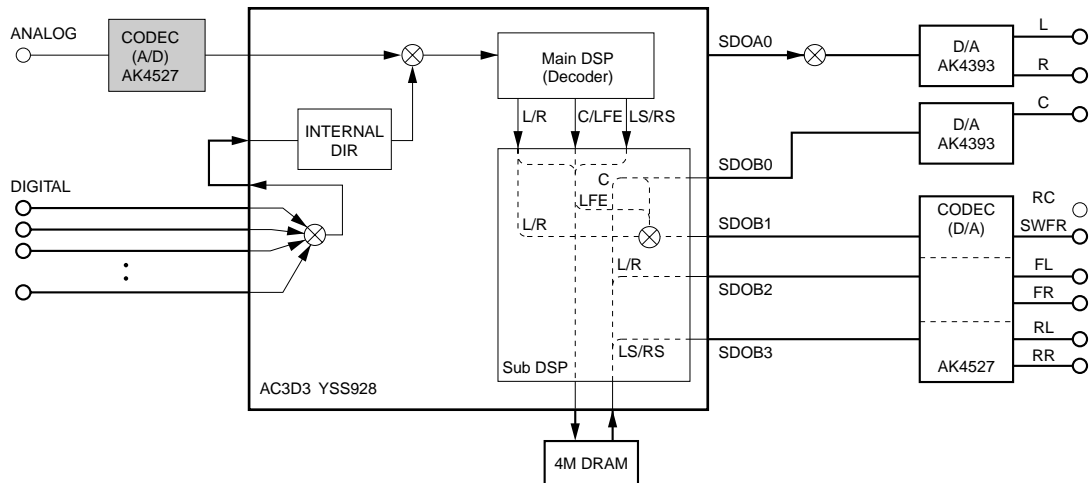 ANALOG
CODEC
(A/D)
AK4527
Main DSP
(Decoder)
SDOA0
D/A
AK4393
L
R
INTERNAL
DIR
L/R
C/LFE
LS/RS
D/A
AK4393
C
SDOB0
DIGITAL
C
LFE
L/R
SDOB1
CODEC
(D/A)
RC
SWFR
L/R
SDOB2
FL
FR
LS/RS
SDOB3
RL
RR
AK4527
Sub DSP
AC3D3 YSS928
4M DRAM